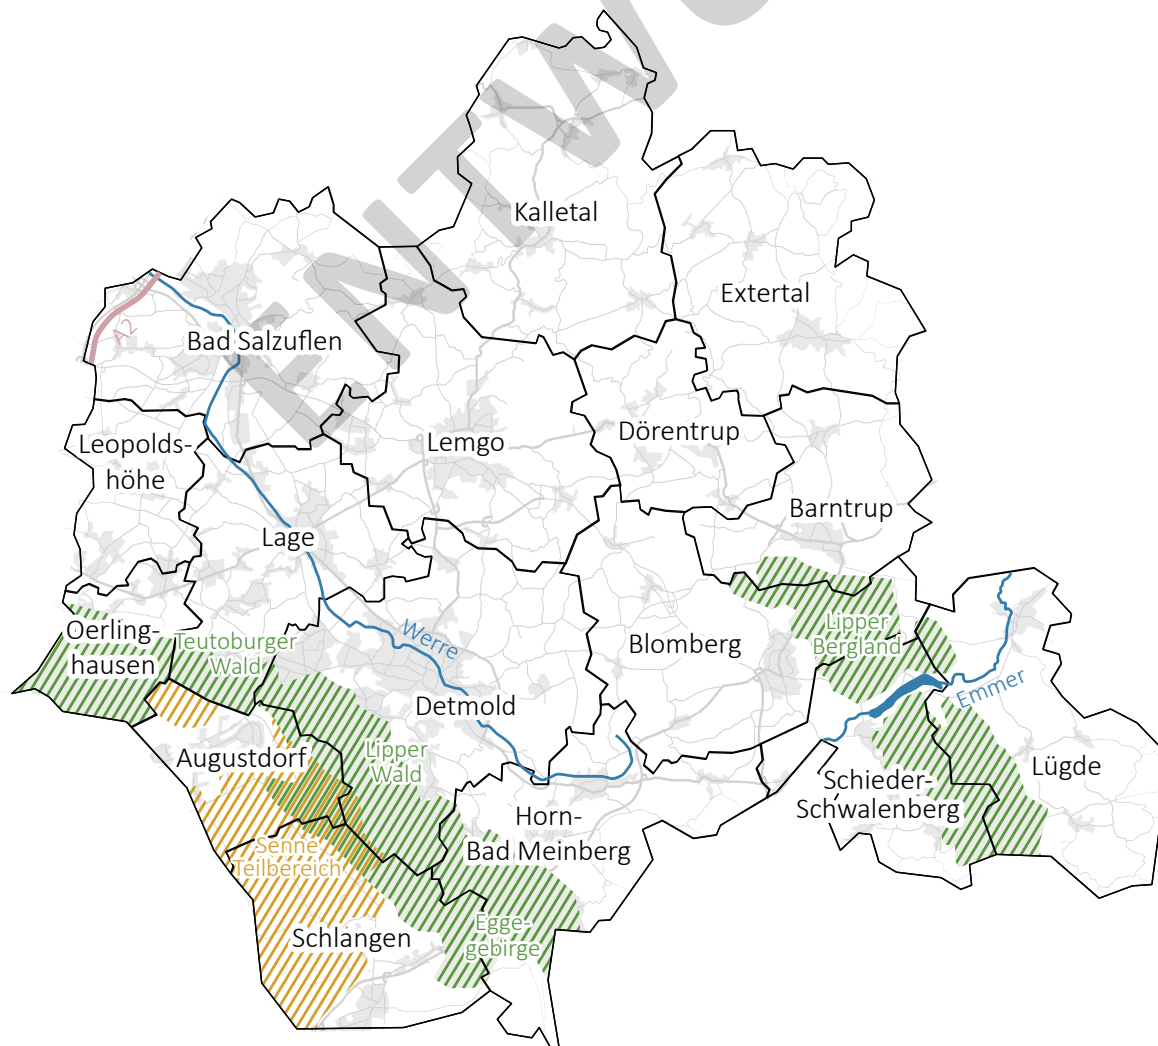 ENTWU
Kalletal
Extertal
A2
Bad Salzuflen
Leopolds-
höhe
Lemgo
Dörentrup
Barntrup
Lage
Oerling-
hausen
Teutoburger
Wald
Werre
Blomberg
Lipper
Bergland
Detmold
Emmer
Augustdorf
Lipper
Wald
Lügde
Schieder-
Schwalenberg
Horn-
Bad Meinberg
Senne
Teilbereich
Schlangen
Egge-
gebirge